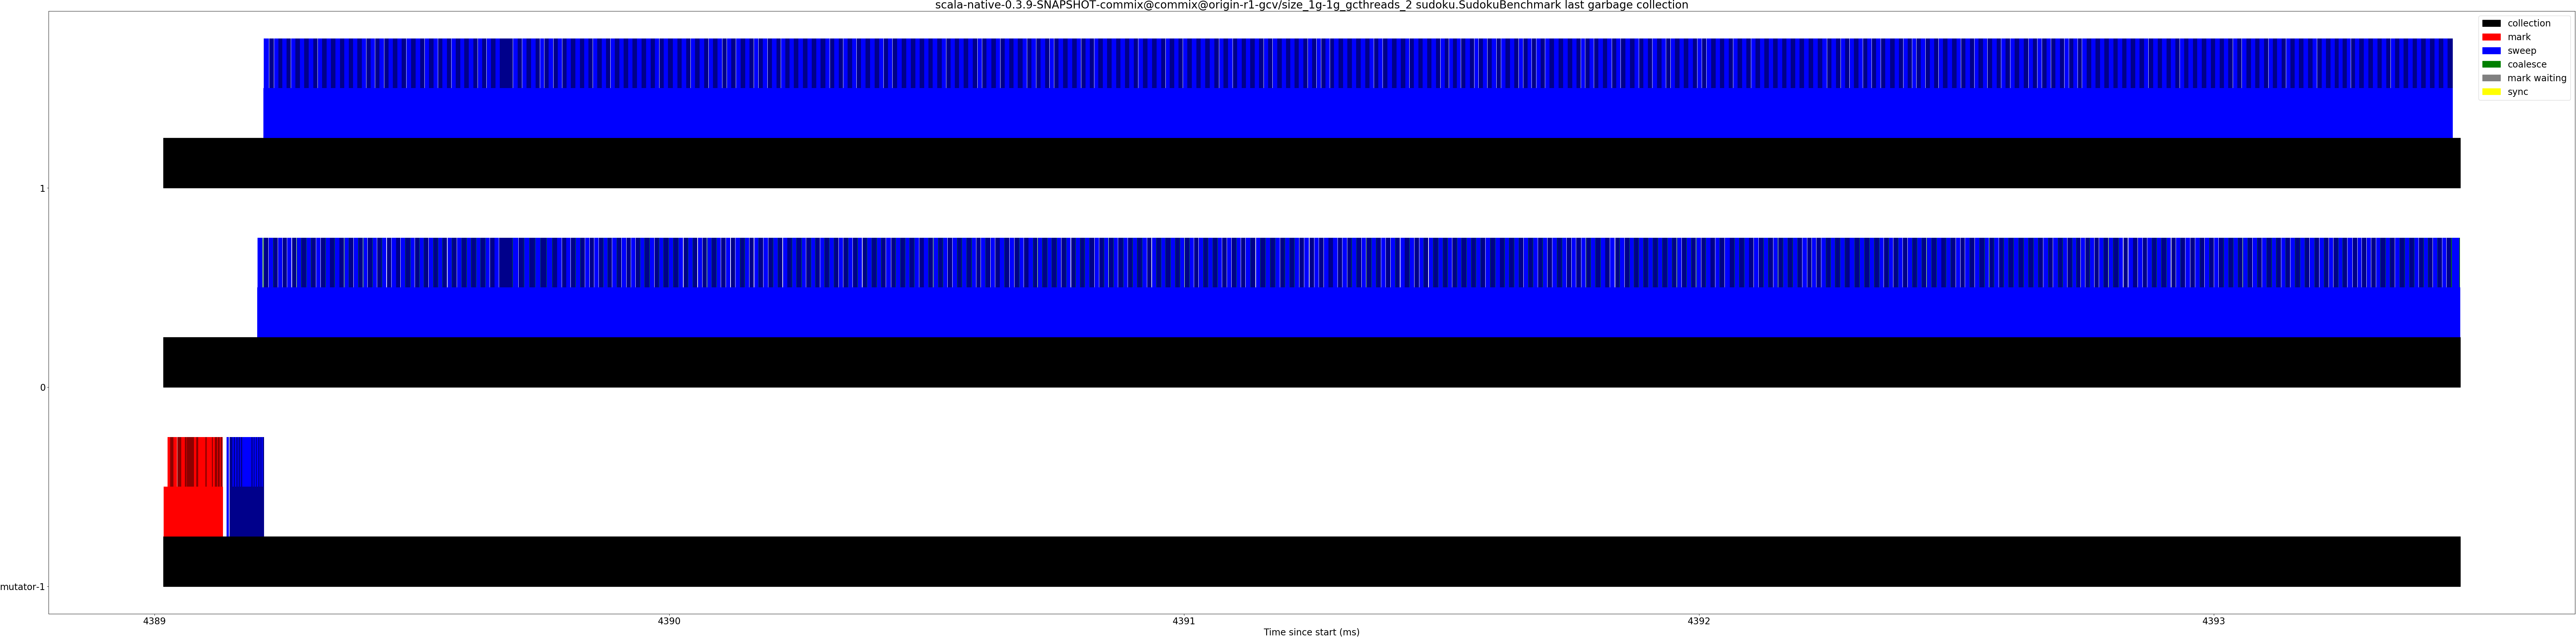 scala-native-0.3.9-SNAPSHOT-commix@commix@origin-r1-gcv/size_1g-1g_gcthreads_2 sudoku.SudokuBenchmark last garbage collection
collection
mark
sweep
coalesce
mark waiting
sync
1
0
mutator-1
4389 4390 4391 4392 4393
Time since start (ms)